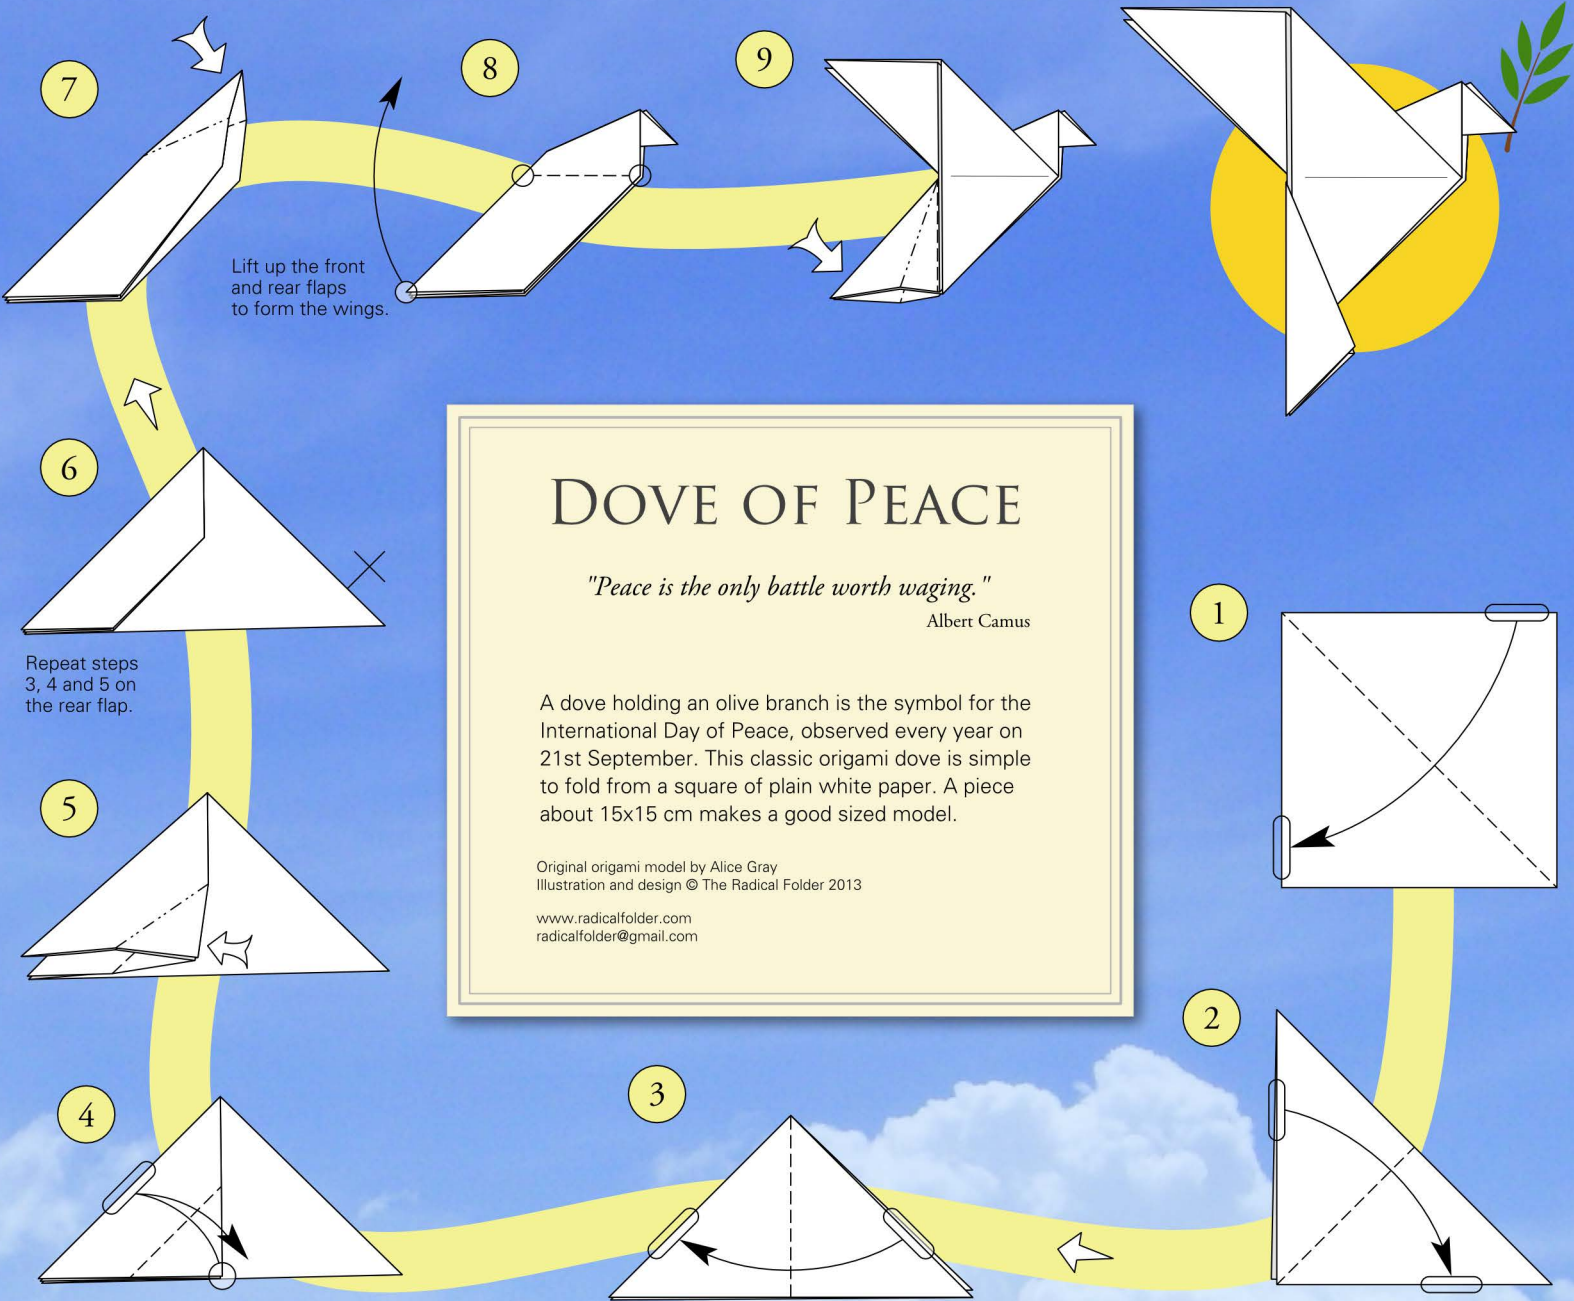 7
8
9
Lift up the front
and rear flaps
to form the wings.
6
Repeat steps
3, 4 and 5 on
the rear flap.
5
4
3
2
1
DOVE OF PEACE
"Peace is the only battle worth waging."
Albert Camus
A dove holding an olive branch is the symbol for the
International Day of Peace, observed every year on
21st September. This classic origami dove is simple
to fold from a square of plain white paper. A piece
about 15x15 cm makes a good sized model.
Original origami model by Alice Gray
Illustration and design © The Radical Folder 2013
www.radicalfolder.com
radicalfolder@gmail.com